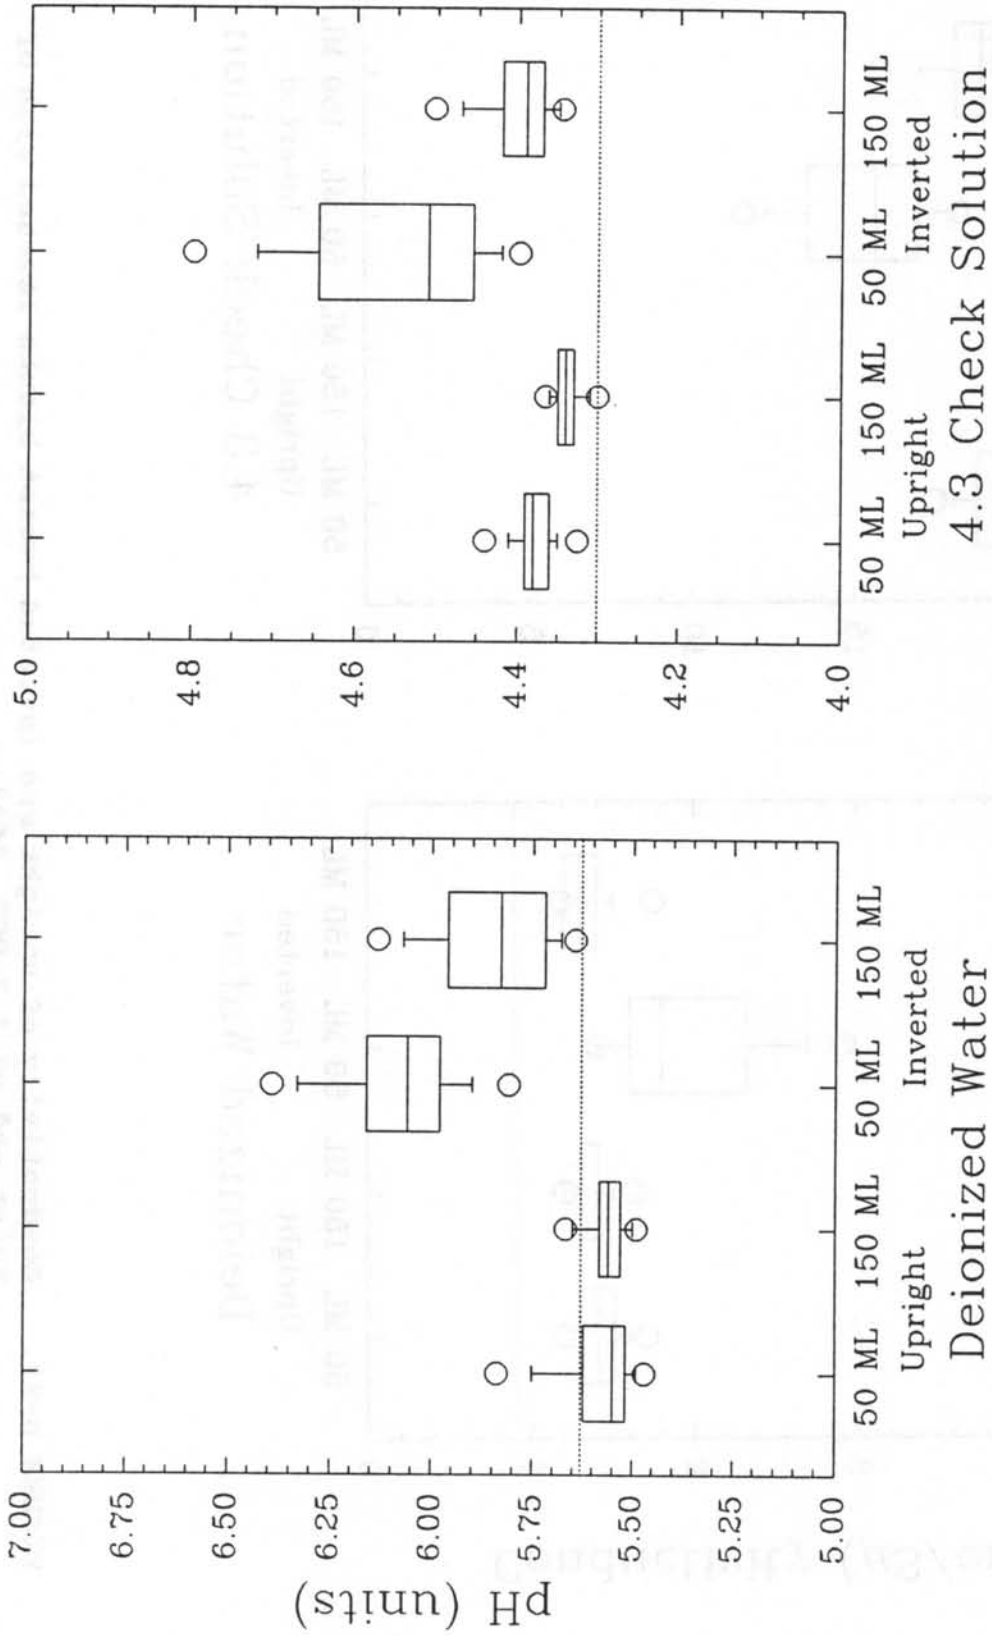 pH (units)
7.00
6.75
6.50
6.25
6.00
5.75
5.50
5.25
5.00
50 ML 150 ML 50 ML 150 ML
Upright Inverted
Deionized Water
5.0
4.8
4.6
4.4
4.2
4.0
50 ML 150 ML 50 ML 150 ML
Upright Inverted
4.3 Check Solution